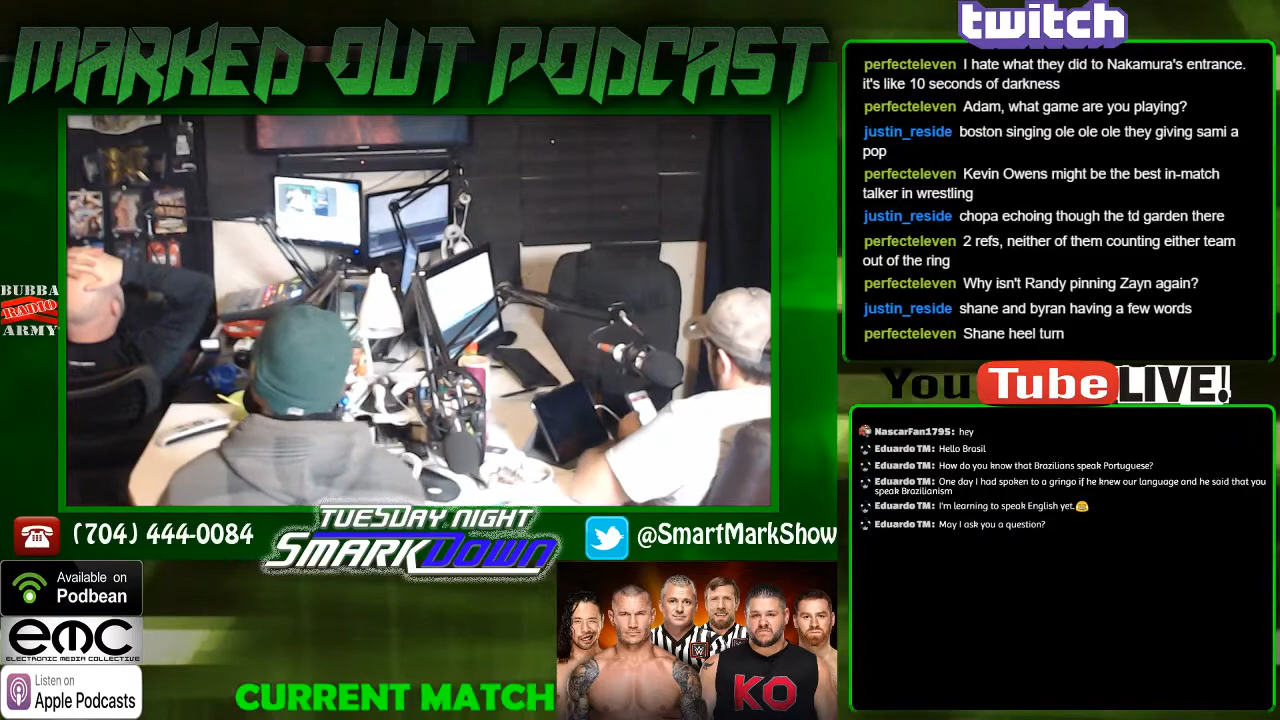 MARKED OUT PODCAST
twitch
perfecteleven I hate what they did to Nakamura's entrance.
it's like 10 seconds of darkness
perfecteleven Adam, what game are you playing?
justin_reside boston singing ole ole ole they giving sami a
pop
perfecteleven Kevin Owens might be the best in-match
talker in wrestling
justin_reside chopa echoing though the td garden there
perfecteleven 2 refs, neither of them counting either team
out of the ring
perfecteleven Why isn't Randy pinning Zayn again?
justin_reside shane and byran having a few words
perfecteleven Shane heel turn
BUBBA
RADIO
ARMY
You Tube LIVE!
NascarFan1795: hey
Eduardo TM: Hello Brasil
Eduardo TM: How do you know that Brazilians speak Portuguese?
Eduardo TM: One day I had spoken to a gringo if he knew our language and he said that you
speak Brazilianism
Eduardo TM: I'm learning to speak English yet.
Eduardo TM: May I ask you a question?
(704) 444-0084
TUESDAY NIGHT
SMARKDOWN
@SmartMarkShow
Available on
Podbean
emc
ELECTRONIC MEDIA COLLECTIVE
Listen on
Apple Podcasts
CURRENT MATCH
KO